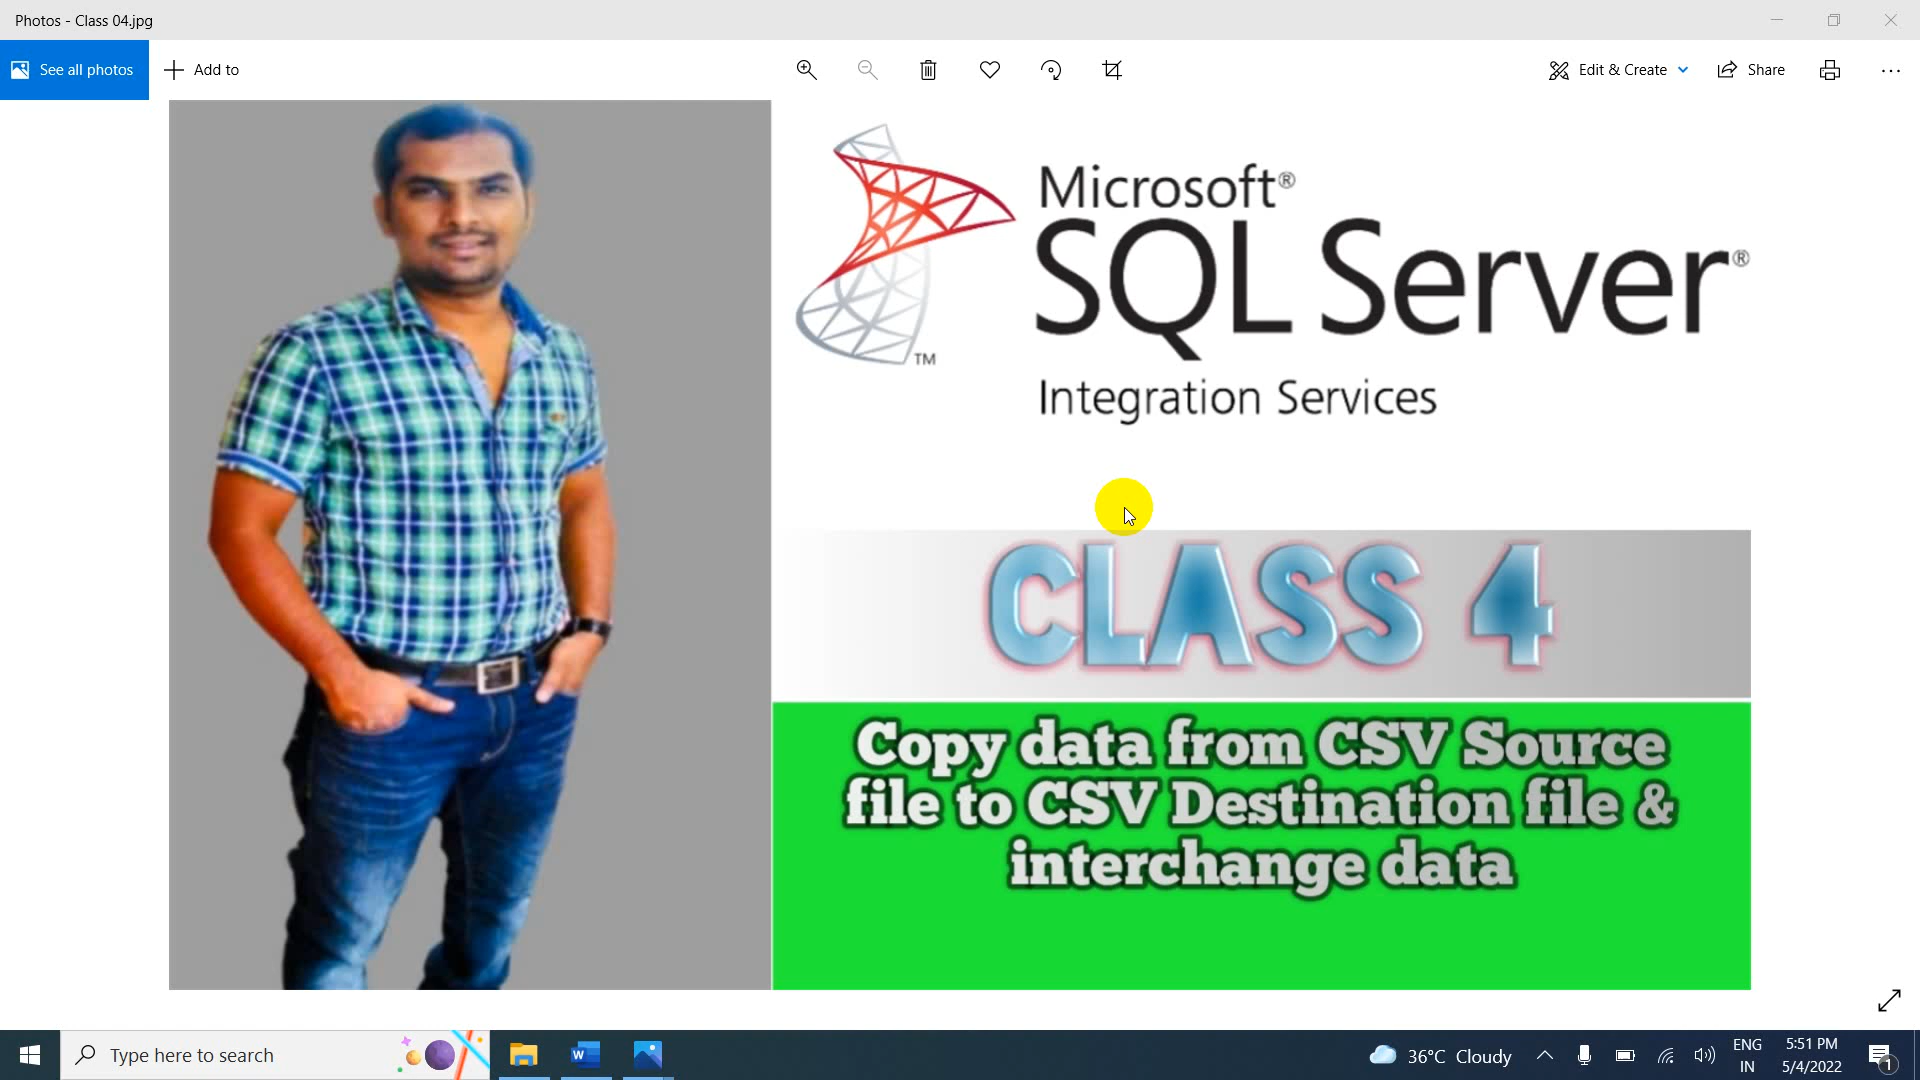 Photos - Class 04.jpg
See all photos
Add to
Edit & Create
Share
Microsoft®
SQL Server®
TM
Integration Services
CLASS 4
Copy data from CSV Source
file to CSV Destination file &
interchange data
Type here to search
W
36°C Cloudy
ENG
IN
5:51 PM
5/4/2022
1